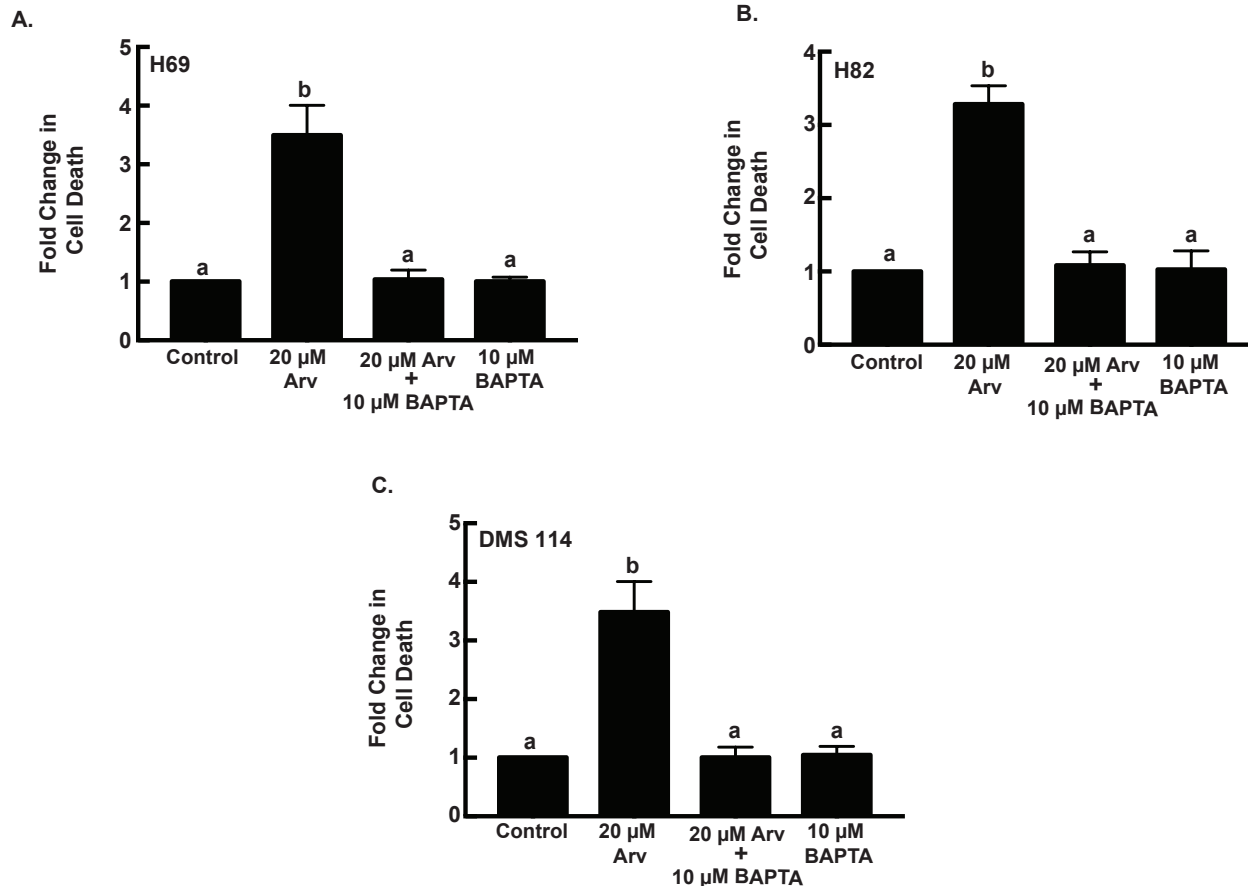 A.
Fold Change in
Cell Death
5
4
3
2
1
0
H69
a
b
a
a
Control
20 µM
Arv
20 µM Arv
+
10 µM BAPTA
10 µM
BAPTA
B.
Fold Change in
Cell Death
4
3
2
1
0
H82
a
b
a
a
Control
20 µM
Arv
20 µM Arv
+
10 µM BAPTA
10 µM
BAPTA
C.
Fold Change in
Cell Death
5
4
3
2
1
0
DMS 114
a
b
a
a
Control
20 µM
Arv
20 µM Arv
+
10 µM BAPTA
10 µM
BAPTA